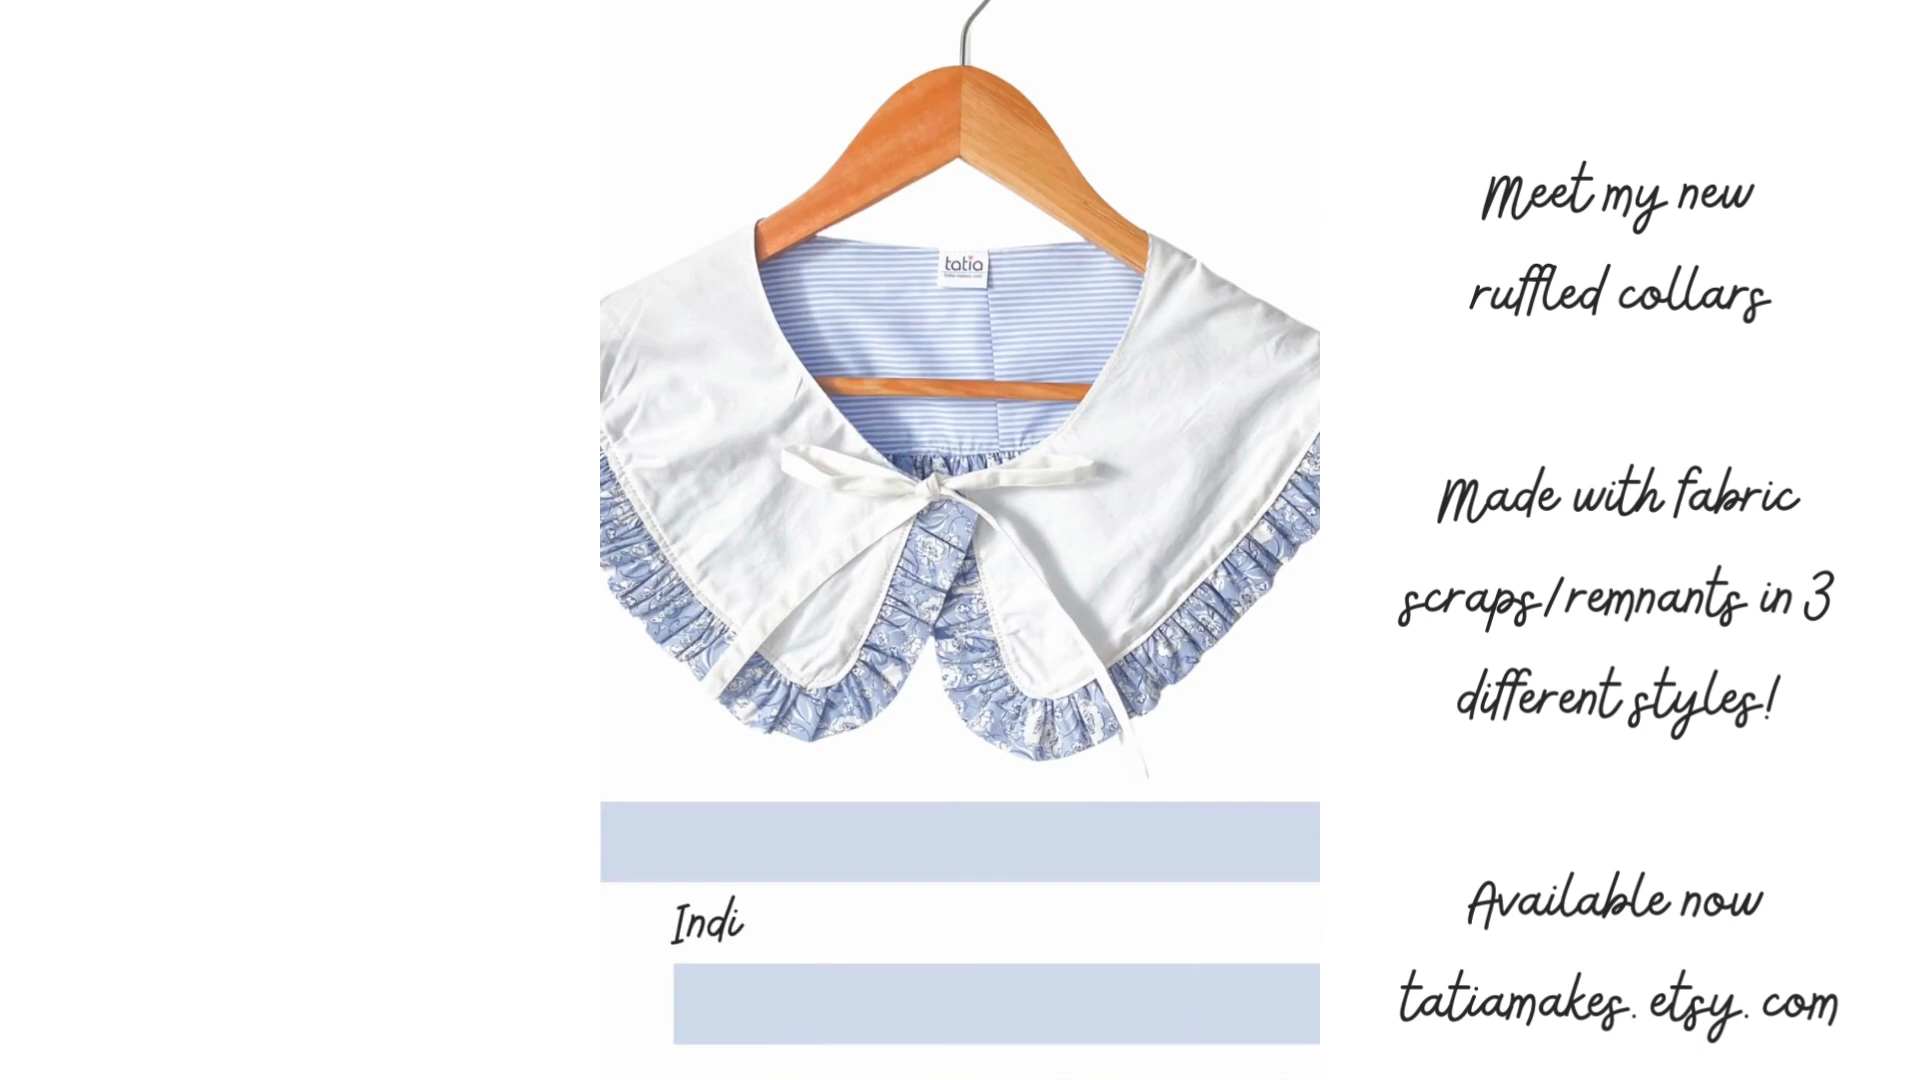 tatia
Indi
Meet my new
ruffled collars
Made with fabric
scraps/remnants in 3
different styles!
Available now
tatiamakes.etsy.com